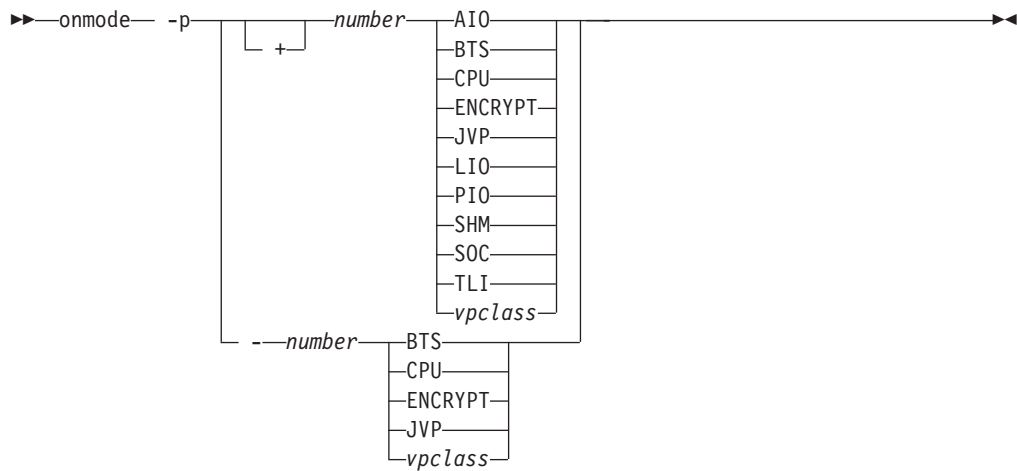 onmode -p number AIO
+ BTS
CPU
ENCRYPT
JVP
LIO
PIO
SHM
SOC
TLI
vpclass
- number BTS
CPU
ENCRYPT
JVP
vpclass